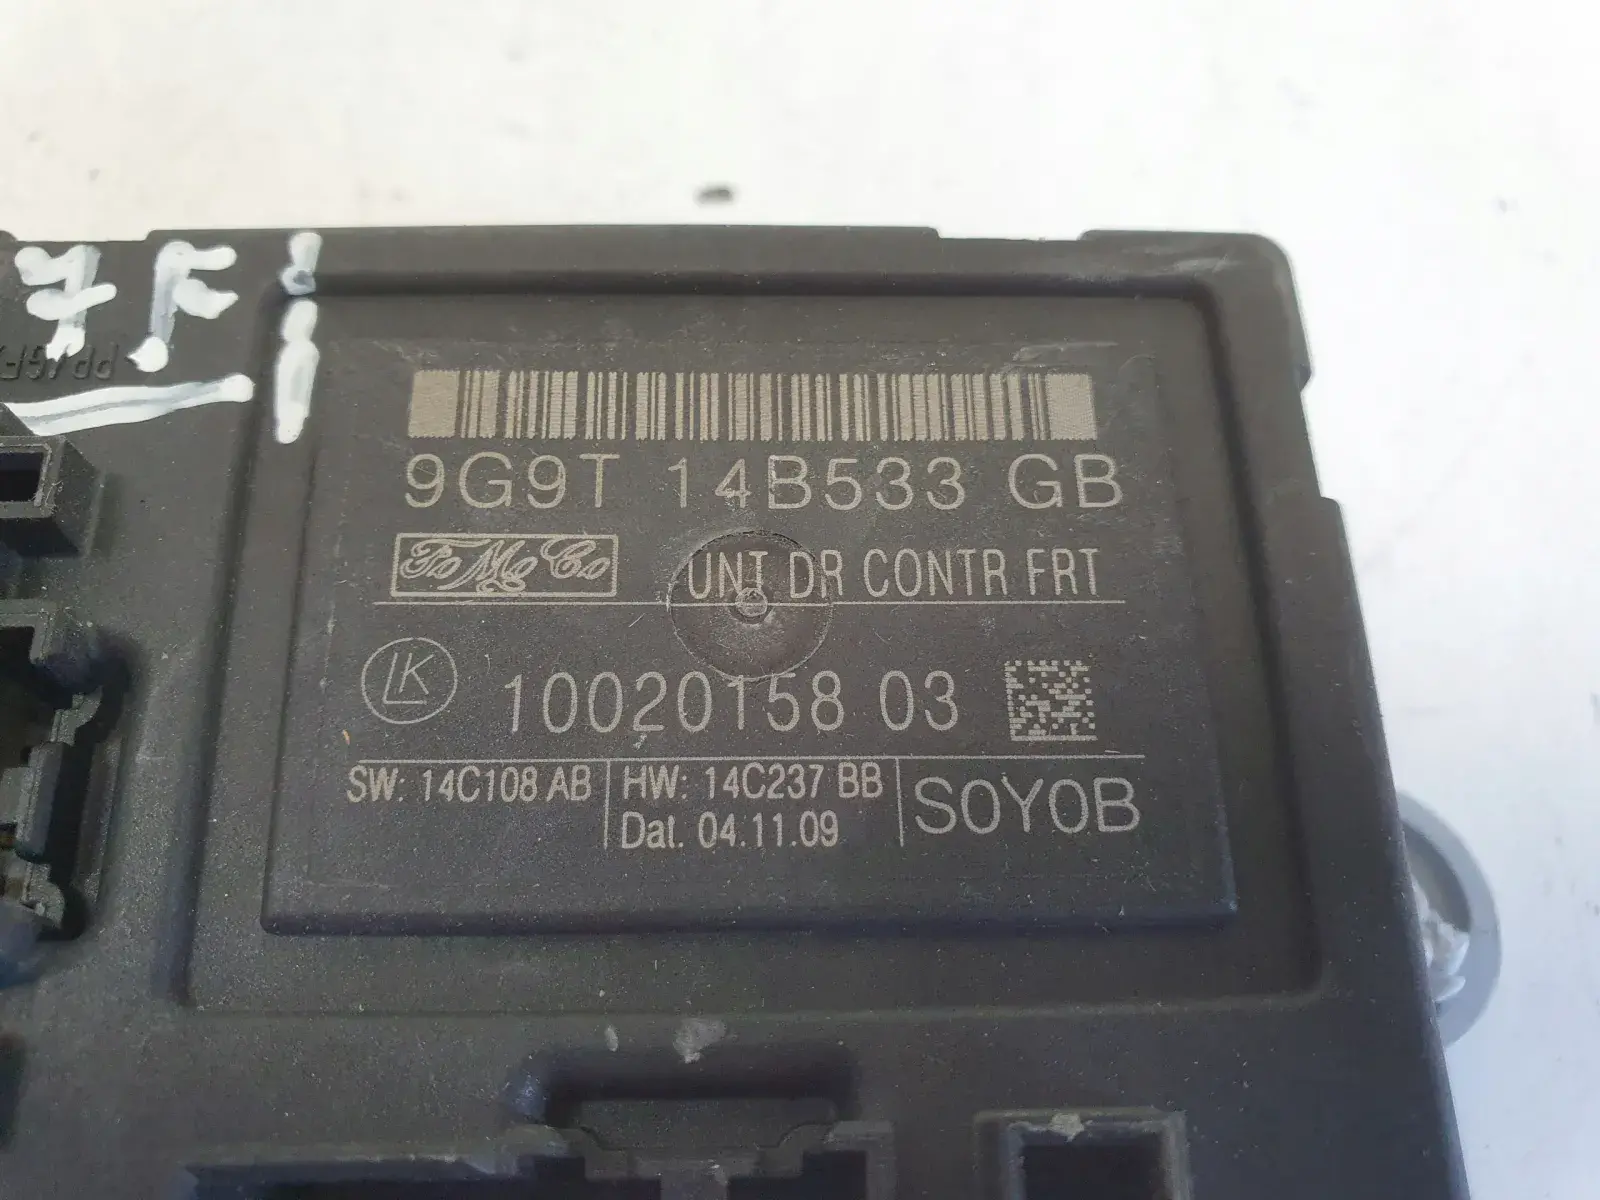 9G9T 14B533 GB
FoMoCo
UNT DR CONTR FRT
LK
10020158 03
SW: 14C108 AB
HW: 14C237 BB
Dat. 04.11.09
S0Y0B